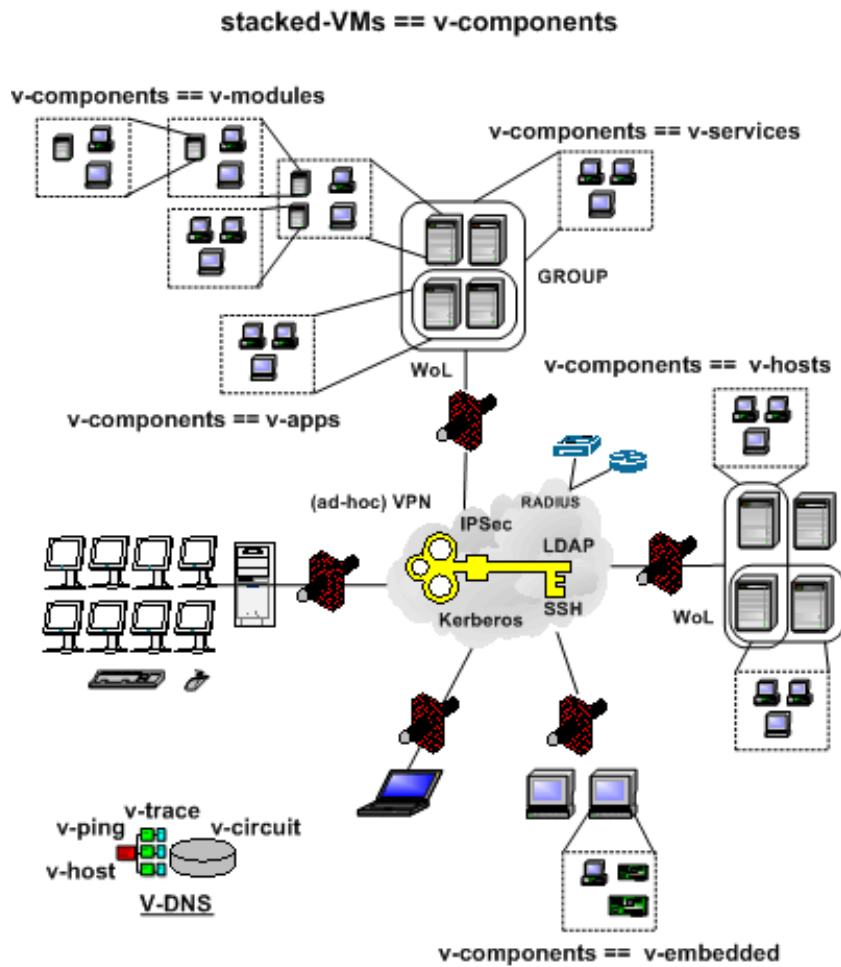 stacked-VMs == v-components
v-components == v-modules
v-components == v-services
GROUP
WoL
v-components == v-hosts
v-components == v-apps
(ad-hoc) VPN
RADIUS
IPSec
LDAP
SSH
Kerberos
WoL
v-trace
v-ping
v-circuit
v-host
V-DNS
v-components == v-embedded